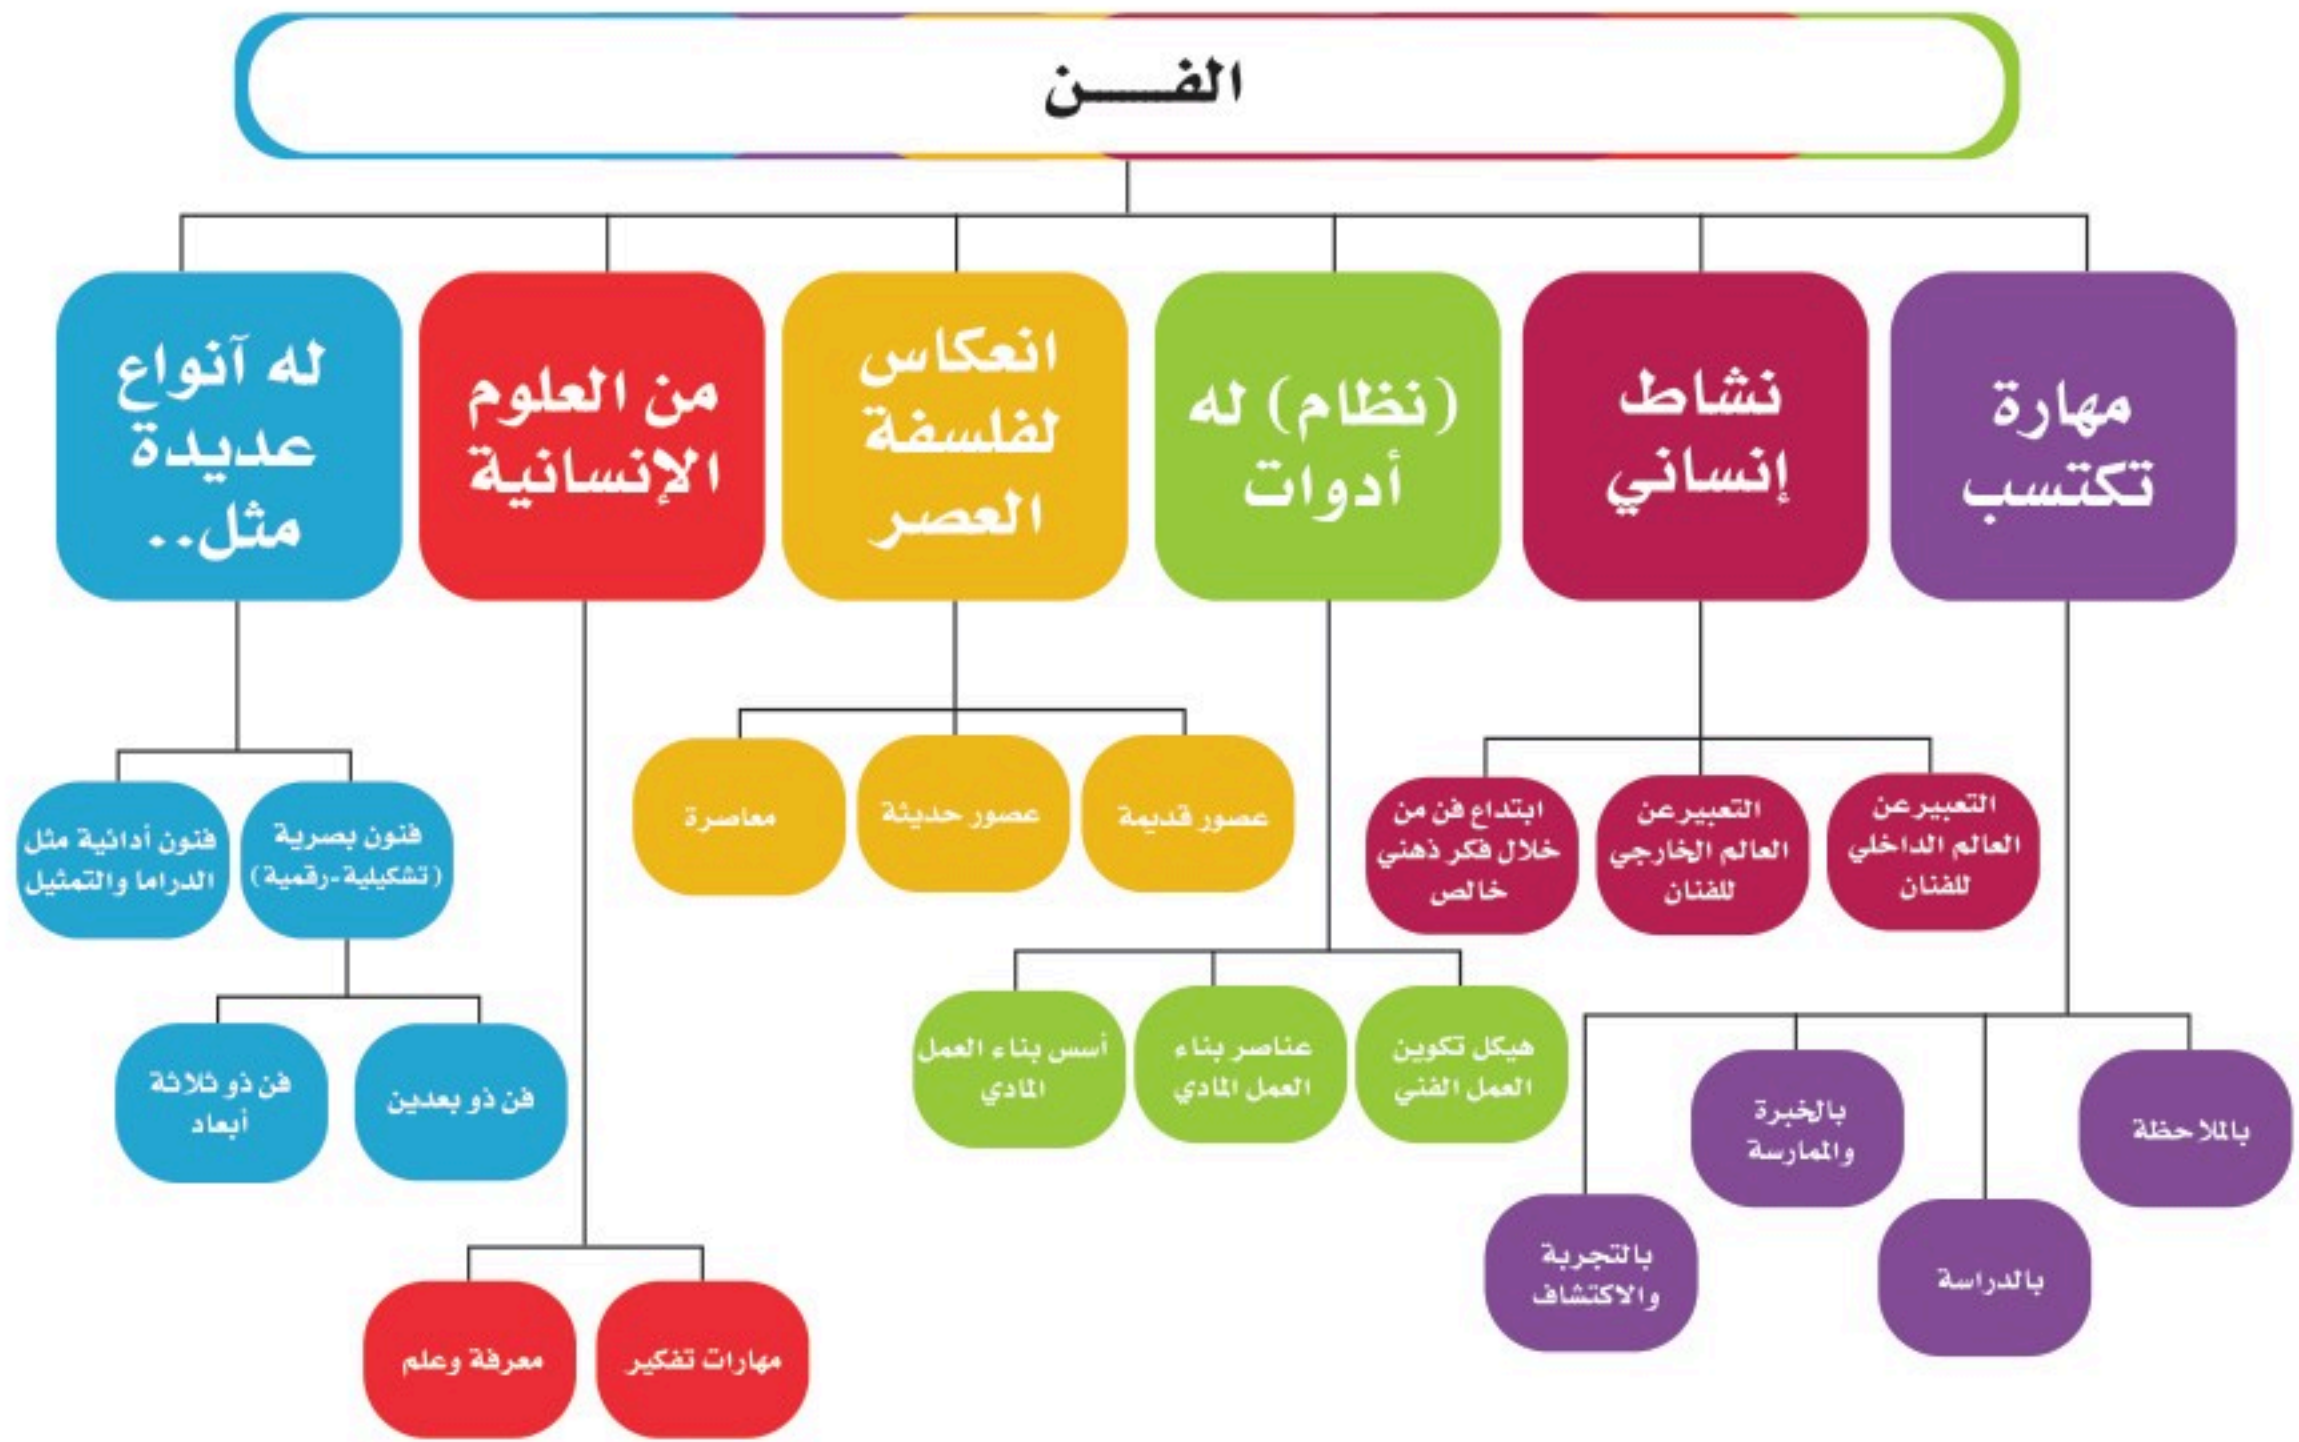 الفـــــن
مهارة
تكتسب
نشاط
إنساني
(نظام) له
أدوات
انعكاس
لفلسفة
العصر
من العلوم
الإنسانية
له آنواع
عديدة
مثل..
التعبير عن
العالم الداخلي
للفنان
التعبير عن
العالم الخارجي
للفنان
ابتداع فن من
خلال فكر ذهني
خالص
عصور قديمة
عصور حديثة
معاصرة
فنون بصرية
(تشكيلية-رقمية)
فنون أدائية مثل
الدراما والتمثيل
هيكل تكوين
العمل الفني
عناصر بناء
العمل المادي
أسس بناء العمل
المادي
بالملاحظة
بالخبرة
والممارسة
بالدراسة
بالتجربة
والاكتشاف
فن ذو بعدين
فن ذو ثلاثة
أبعاد
مهارات تفكير
معرفة وعلم